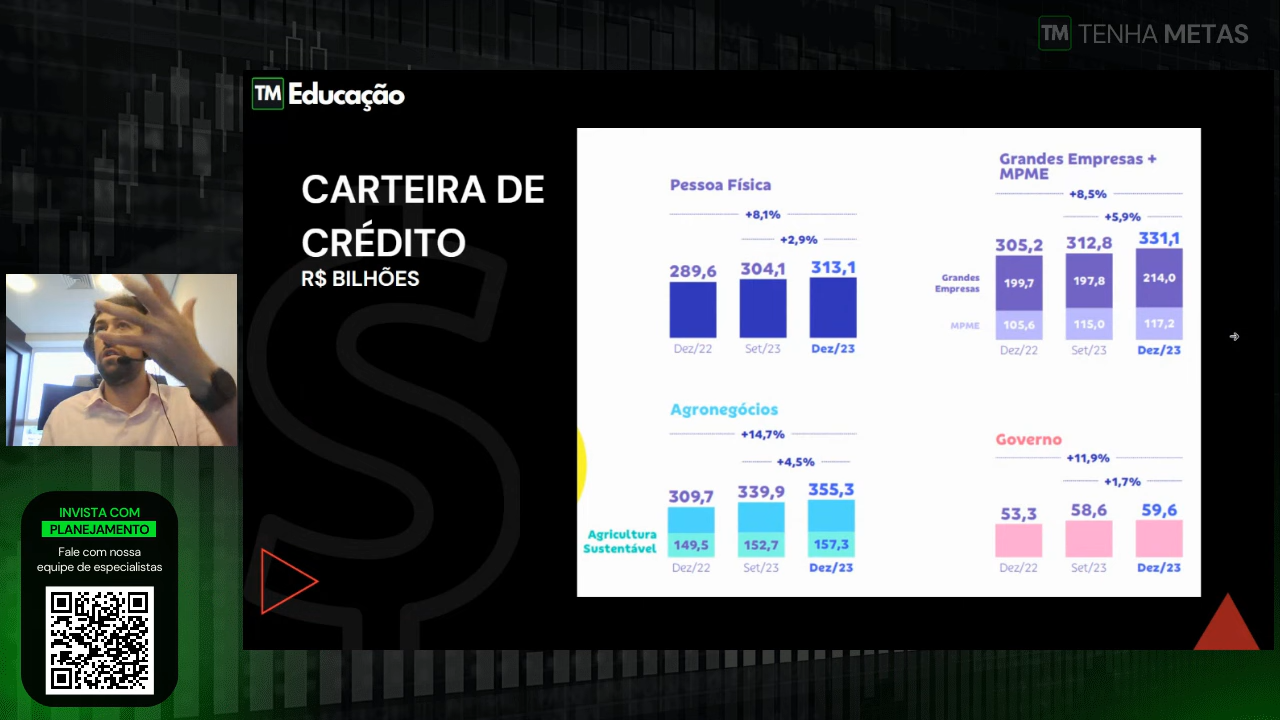 TM TENHA METAS
TM Educação
CARTEIRA DE
CRÉDITO
R$ BILHÕES
Pessoa Física
+8,1%
+2,9%
289,6 304,1 313,1
Dez/22 Set/23 Dez/23
Grandes Empresas +
MPME
+8,5%
+5,9%
305,2 312,8 331,1
Grandes
Empresas
199,7 197,8 214,0
MPME
105,6 115,0 117,2
Dez/22 Set/23 Dez/23
Agronegócios
+14,7%
+4,5%
309,7 339,9 355,3
Agricultura
Sustentável
149,5 152,7 157,3
Dez/22 Set/23 Dez/23
Governo
+11,9%
+1,7%
53,3 58,6 59,6
Dez/22 Set/23 Dez/23
INVISTA COM
PLANEJAMENTO
Fale com nossa
equipe de especialistas